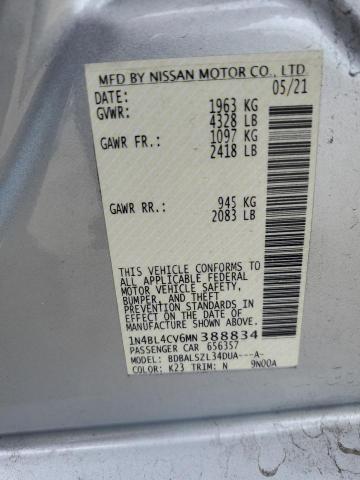 MFD BY NISSAN MOTOR CO., LTD
DATE: 05/21
GVWR: 1963 KG
4328 LB
GAWR FR.: 1097 KG
2418 LB
GAWR RR.: 945 KG
2083 LB
THIS VEHICLE CONFORMS TO
ALL APPLICABLE FEDERAL
MOTOR VEHICLE SAFETY,
BUMPER, AND THEFT
PREVENTION STANDARDS
IN EFFECT ON THE DATE OF
MANUFACTURE SHOWN ABOVE.
1N4BL4CV6MN388834
PASSENGER CAR 656357
MODEL: BDBALSZL34DUA---A-
COLOR: K23 TRIM: N 9N00A